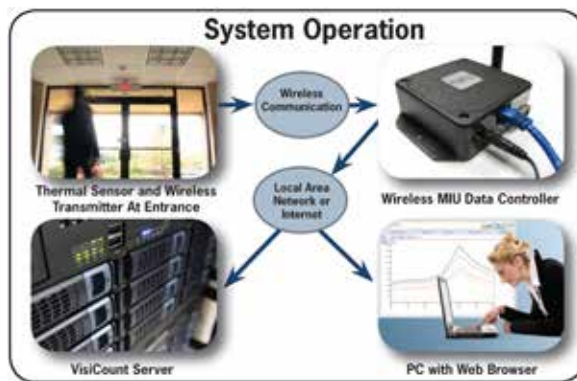 System Operation
Wireless
Communication
Thermal Sensor and Wireless
Transmitter At Entrance
Local Area
Network or
Internet
Wireless MIU Data Controller
VisiCount Server
PC with Web Browser